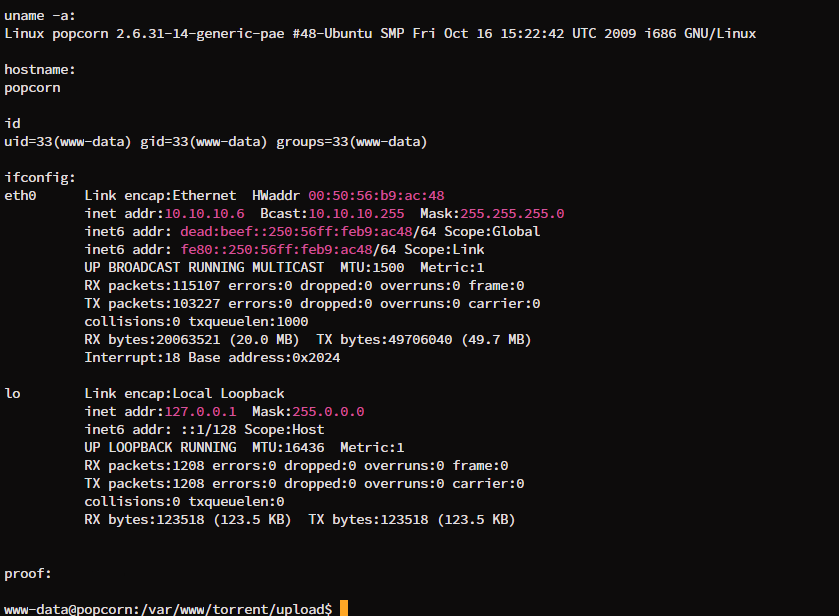 uname -a:
Linux popcorn 2.6.31-14-generic-pae #48-Ubuntu SMP Fri Oct 16 15:22:42 UTC 2009 i686 GNU/Linux
hostname:
popcorn
id
uid=33(www-data) gid=33(www-data) groups=33(www-data)
ifconfig:
eth0      Link encap:Ethernet  HWaddr 00:50:56:b9:ac:48
          inet addr:10.10.10.6  Bcast:10.10.10.255  Mask:255.255.255.0
          inet6 addr: dead:beef::250:56ff:feb9:ac48/64 Scope:Global
          inet6 addr: fe80::250:56ff:feb9:ac48/64 Scope:Link
          UP BROADCAST RUNNING MULTICAST  MTU:1500  Metric:1
          RX packets:115107 errors:0 dropped:0 overruns:0 frame:0
          TX packets:103227 errors:0 dropped:0 overruns:0 carrier:0
          collisions:0 txqueuelen:1000
          RX bytes:20063521 (20.0 MB)  TX bytes:49706040 (49.7 MB)
          Interrupt:18 Base address:0x2024
lo        Link encap:Local Loopback
          inet addr:127.0.0.1  Mask:255.0.0.0
          inet6 addr: ::1/128 Scope:Host
          UP LOOPBACK RUNNING  MTU:16436  Metric:1
          RX packets:1208 errors:0 dropped:0 overruns:0 frame:0
          TX packets:1208 errors:0 dropped:0 overruns:0 carrier:0
          collisions:0 txqueuelen:0
          RX bytes:123518 (123.5 KB)  TX bytes:123518 (123.5 KB)
proof:
www-data@popcorn:/var/www/torrent/upload$